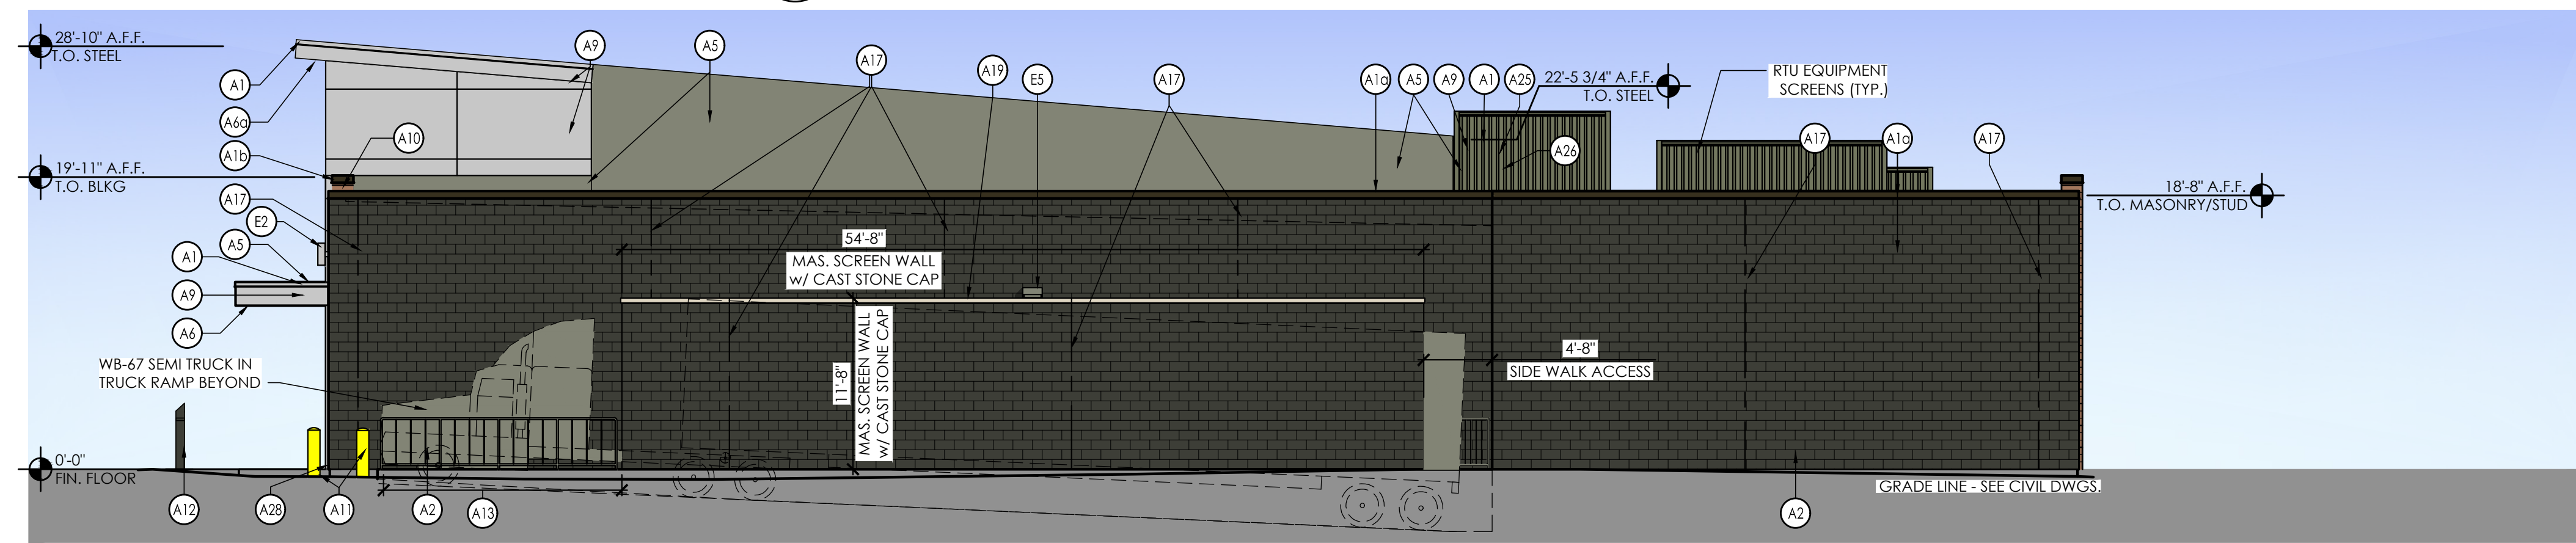 28'-10" A.F.F.
T.O. STEEL
A1
A6a
A1b
A10
19'-11" A.F.F.
T.O. BLKG
A17
E2
A5
A1
A9
A6
A9
A5
A17
A19
E5
A17
A1a
A5
A9
A1
A25
22'-5 3/4" A.F.F.
T.O. STEEL
A26
RTU EQUIPMENT
SCREENS (TYP.)
A17
A1a
A17
18'-8" A.F.F.
T.O. MASONRY/STUD
54'-8"
MAS. SCREEN WALL
w/ CAST STONE CAP
11'-8"
MAS. SCREEN WALL
w/ CAST STONE CAP
4'-8"
SIDE WALK ACCESS
WB-67 SEMI TRUCK IN
TRUCK RAMP BEYOND
0'-0"
FIN. FLOOR
A12
A28
A11
A2
A13
A2
GRADE LINE - SEE CIVIL DWGS.